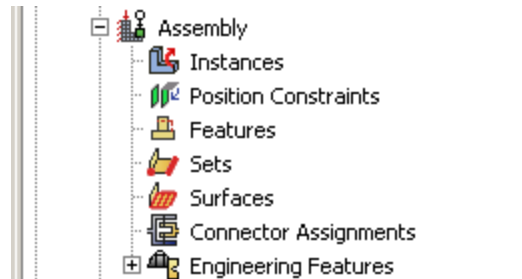 Assembly
Instances
Position Constraints
Features
Sets
Surfaces
Connector Assignments
Engineering Features